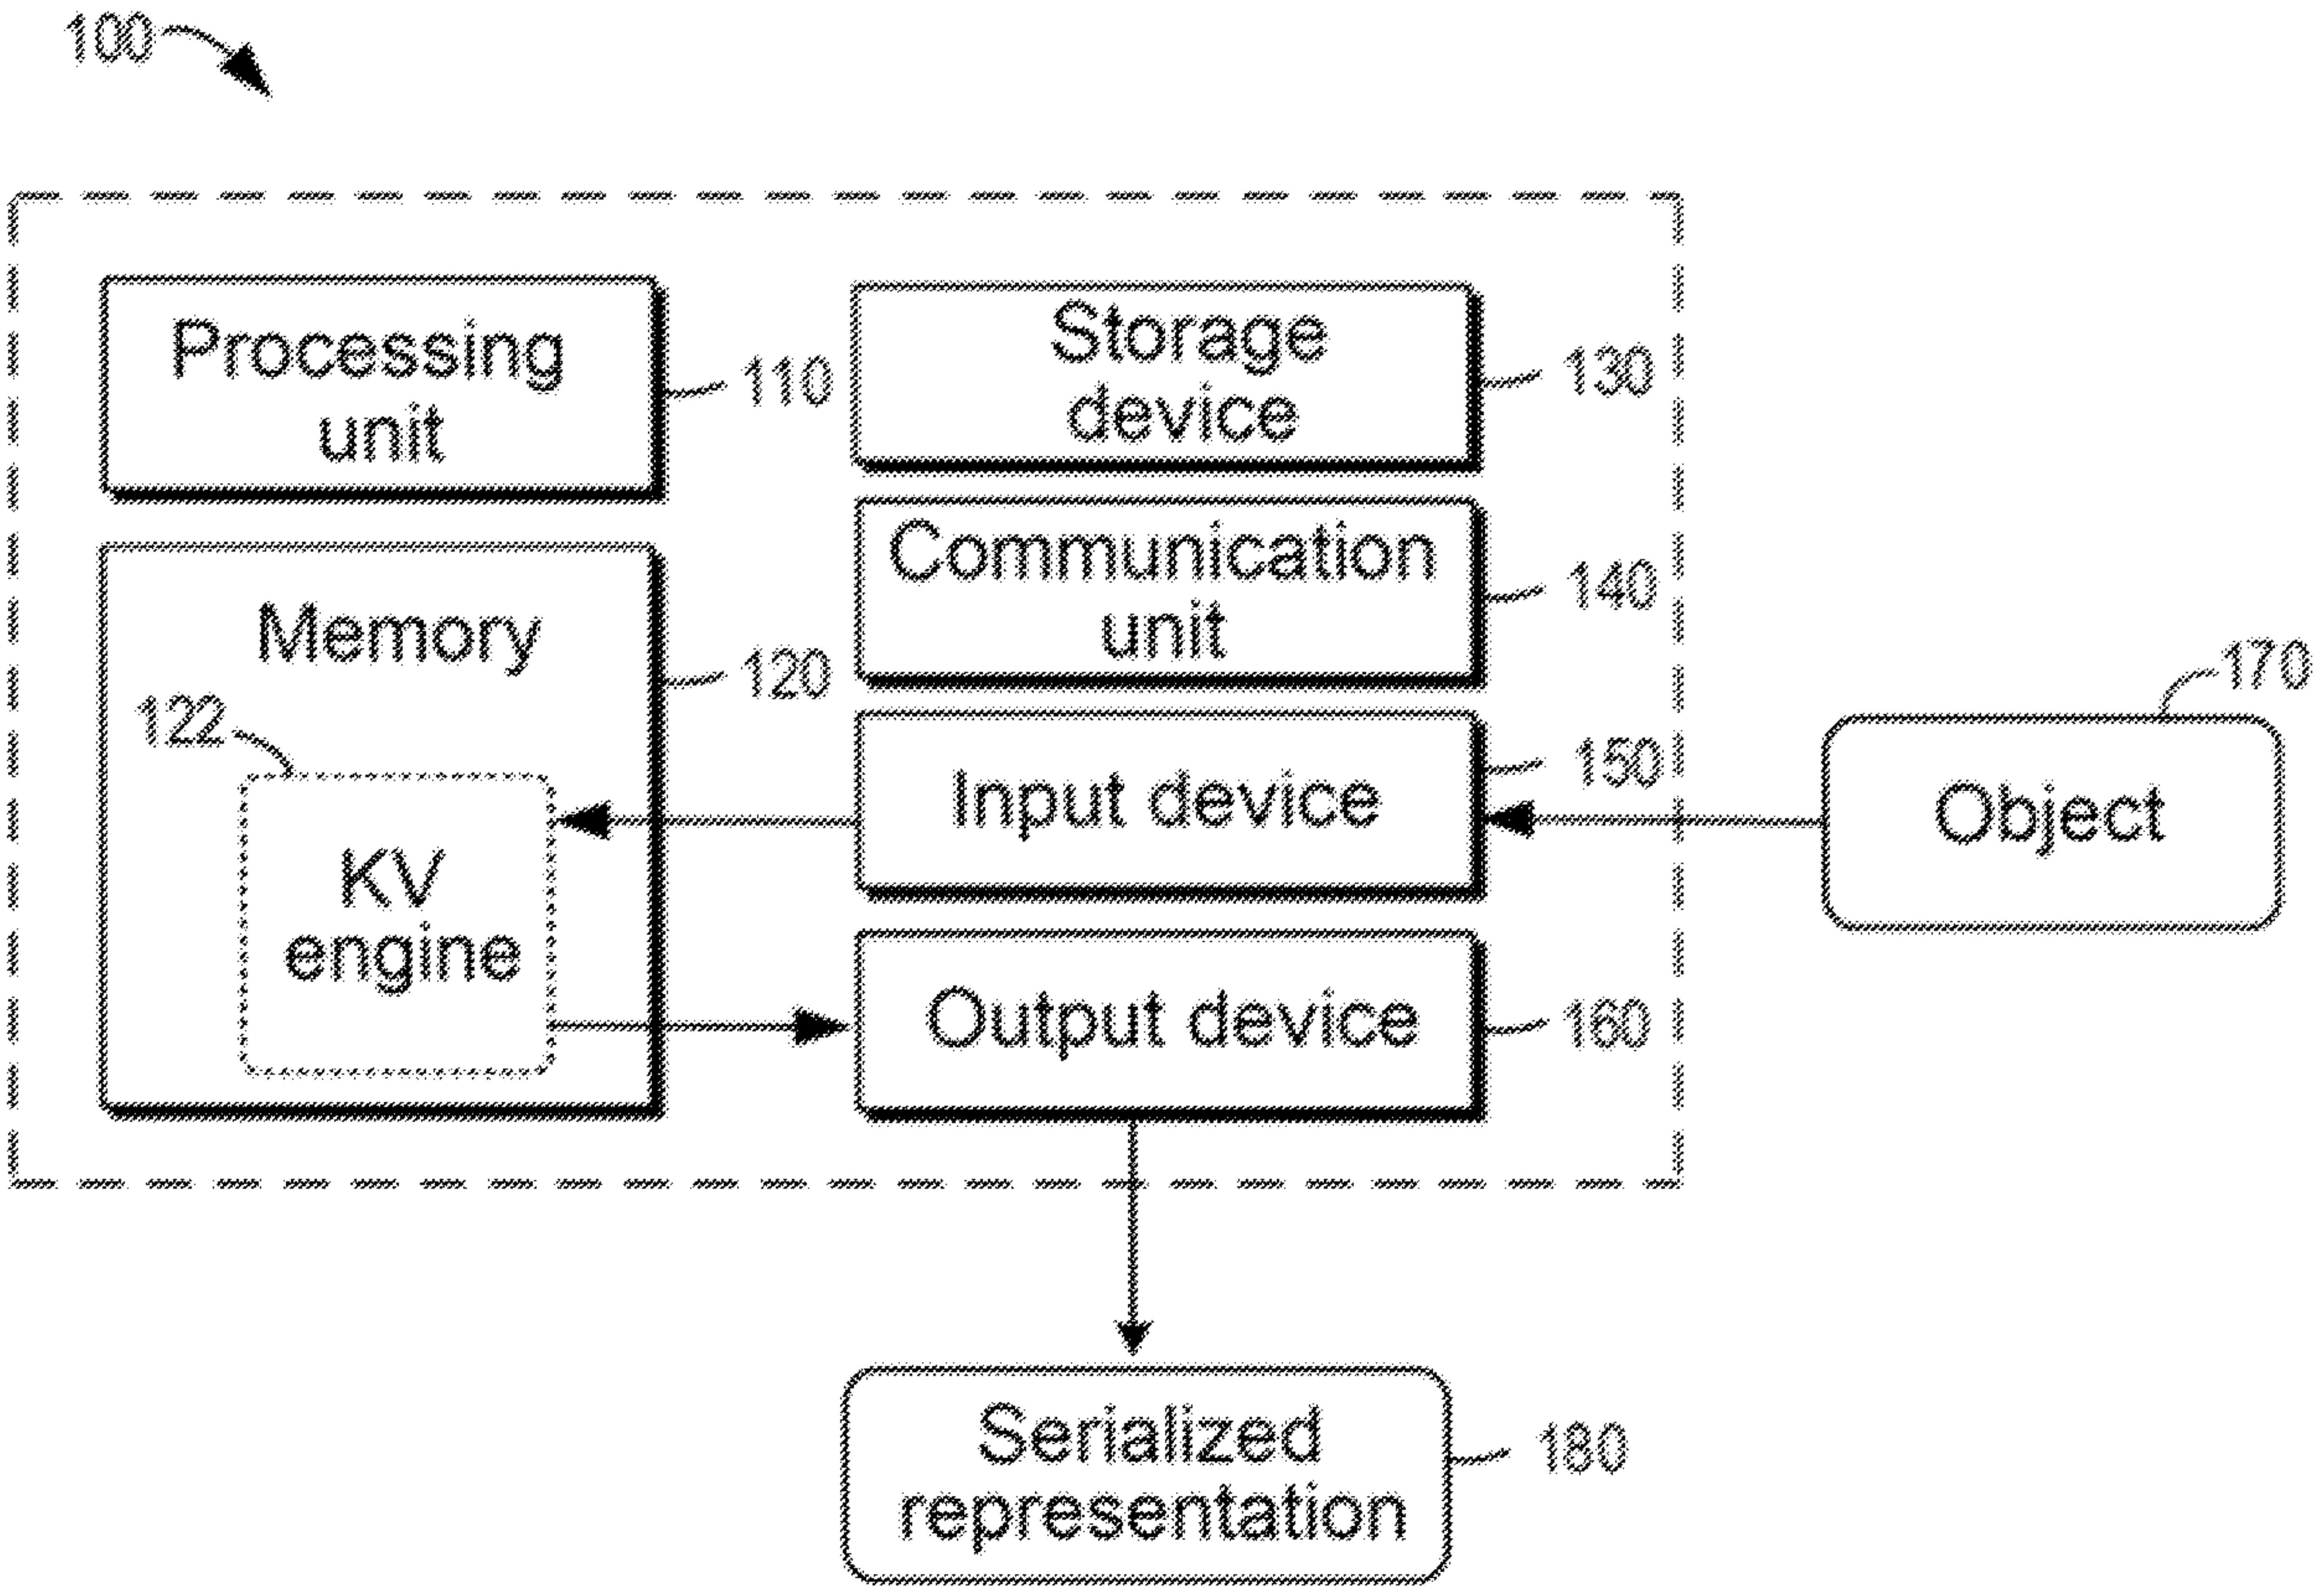 100
Processing
unit
110
Storage
device
130
Communication
unit
140
Memory
120
122
KV
engine
Input device
150
Object
170
Output device
160
Serialized
representation
180